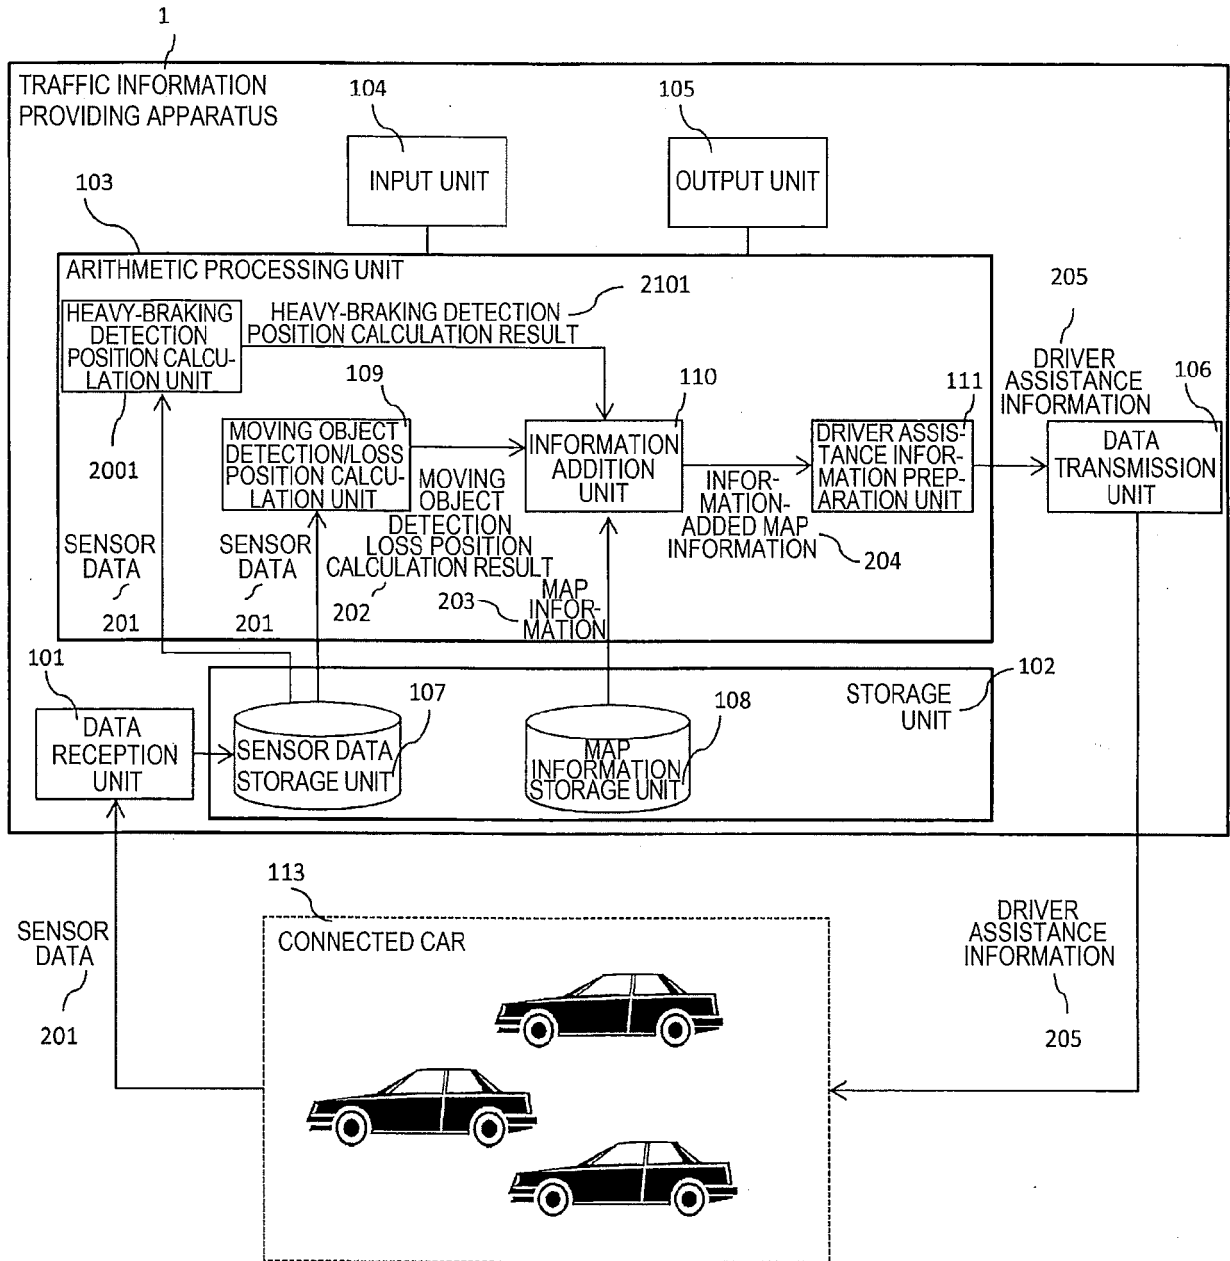 1
TRAFFIC INFORMATION
PROVIDING APPARATUS
104
105
INPUT UNIT
OUTPUT UNIT
103
ARITHMETIC PROCESSING UNIT
HEAVY-BRAKING
DETECTION
POSITION CALCU-
LATION UNIT
2001
HEAVY-BRAKING DETECTION
POSITION CALCULATION RESULT
2101
109
MOVING OBJECT
DETECTION/LOSS
POSITION CALCU-
LATION UNIT
110
INFORMATION
ADDITION
UNIT
111
DRIVER ASSIS-
TANCE INFOR-
MATION PREP-
ARATION UNIT
205
DRIVER
ASSISTANCE
INFORMATION
106
DATA
TRANSMISSION
UNIT
SENSOR
DATA
201
SENSOR
DATA
201
MOVING
OBJECT
DETECTION
LOSS POSITION
CALCULATION RESULT
202
203
MAP
INFOR-
MATION
INFOR-
MATION-
ADDED MAP
INFORMATION
204
101
DATA
RECEPTION
UNIT
107
SENSOR DATA
STORAGE UNIT
108
MAP
INFORMATION
STORAGE UNIT
STORAGE
UNIT
102
113
CONNECTED CAR
SENSOR
DATA
201
DRIVER
ASSISTANCE
INFORMATION
205